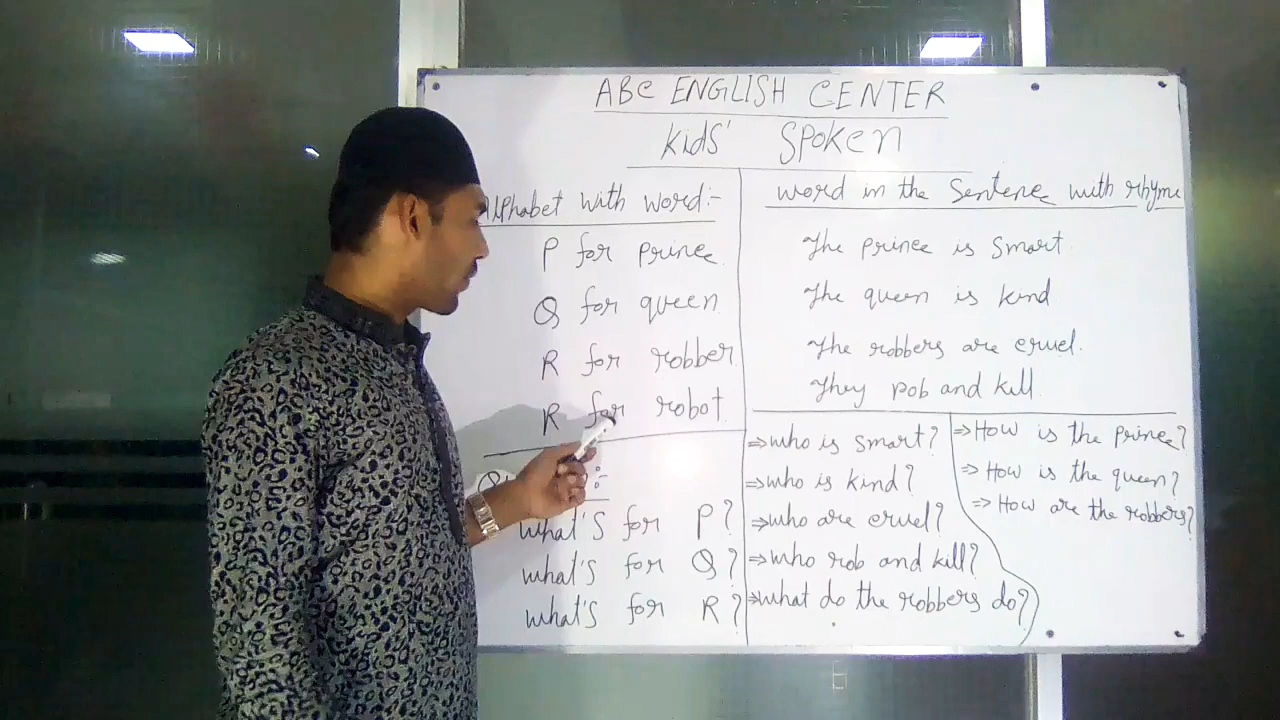 ABC ENGLISH CENTER
Kids' SPOKEN
Alphabet with word:-
P for prince
Q for queen
R for robber
R for robot
What's for P?
what's for Q?
what's for R?
word in the Sentence with rhyme
The prince is smart
The queen is kind
The robbers are cruel.
They rob and kill
⇒who is smart?
⇒who is kind?
⇒who are cruel?
⇒who rob and kill?
⇒what do the robbers do?
⇒How is the prince?
⇒How is the queen?
⇒How are the robbers?